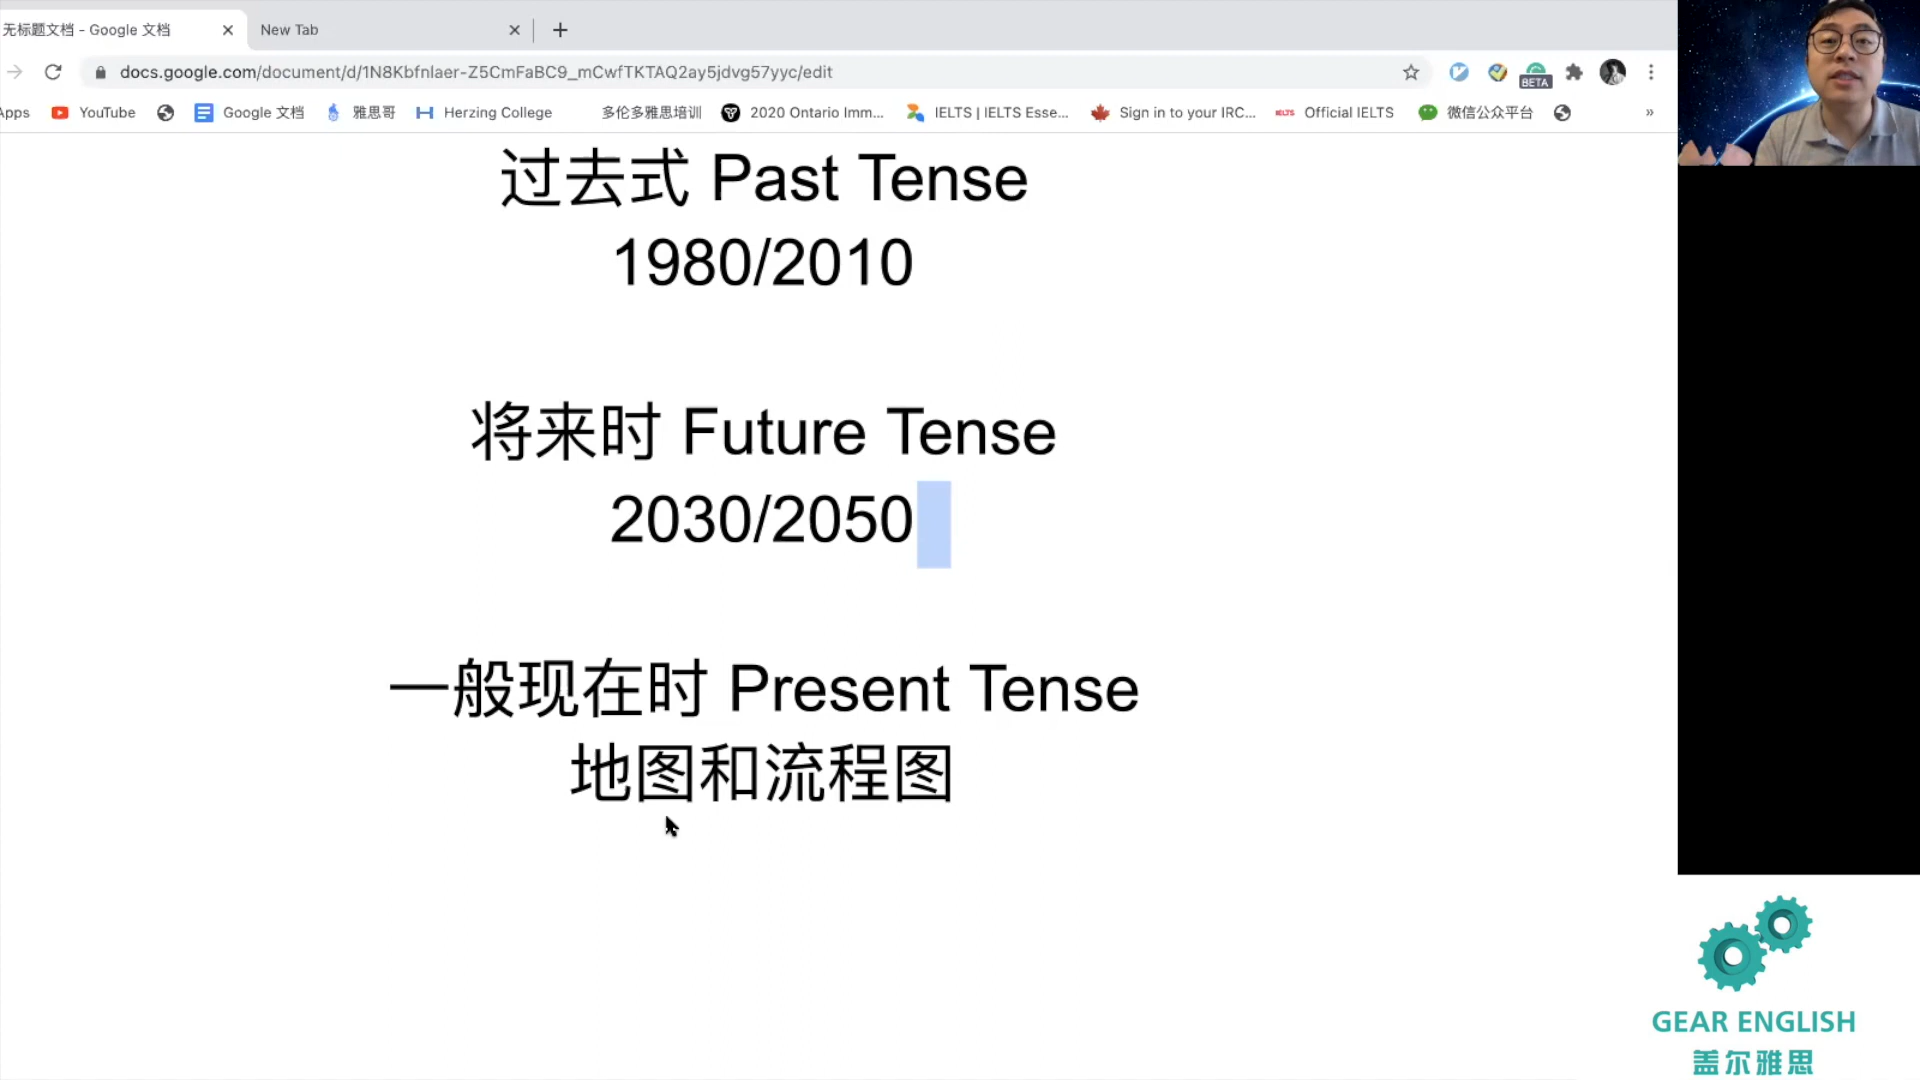 无标题文档 - Google 文档
New Tab
docs.google.com/document/d/1N8Kbfnlaer-Z5CmFaBC9_mCwfTKTAQ2ay5jdvg57yyc/edit
BETA
Apps YouTube Google 文档 雅思哥 Herzing College 多伦多雅思培训 2020 Ontario Imm... IELTS | IELTS Esse... Sign in to your IRC... IELTS Official IELTS 微信公众平台 »
过去式 Past Tense
1980/2010
将来时 Future Tense
2030/2050
一般现在时 Present Tense
地图和流程图
GEAR ENGLISH
盖尔雅思